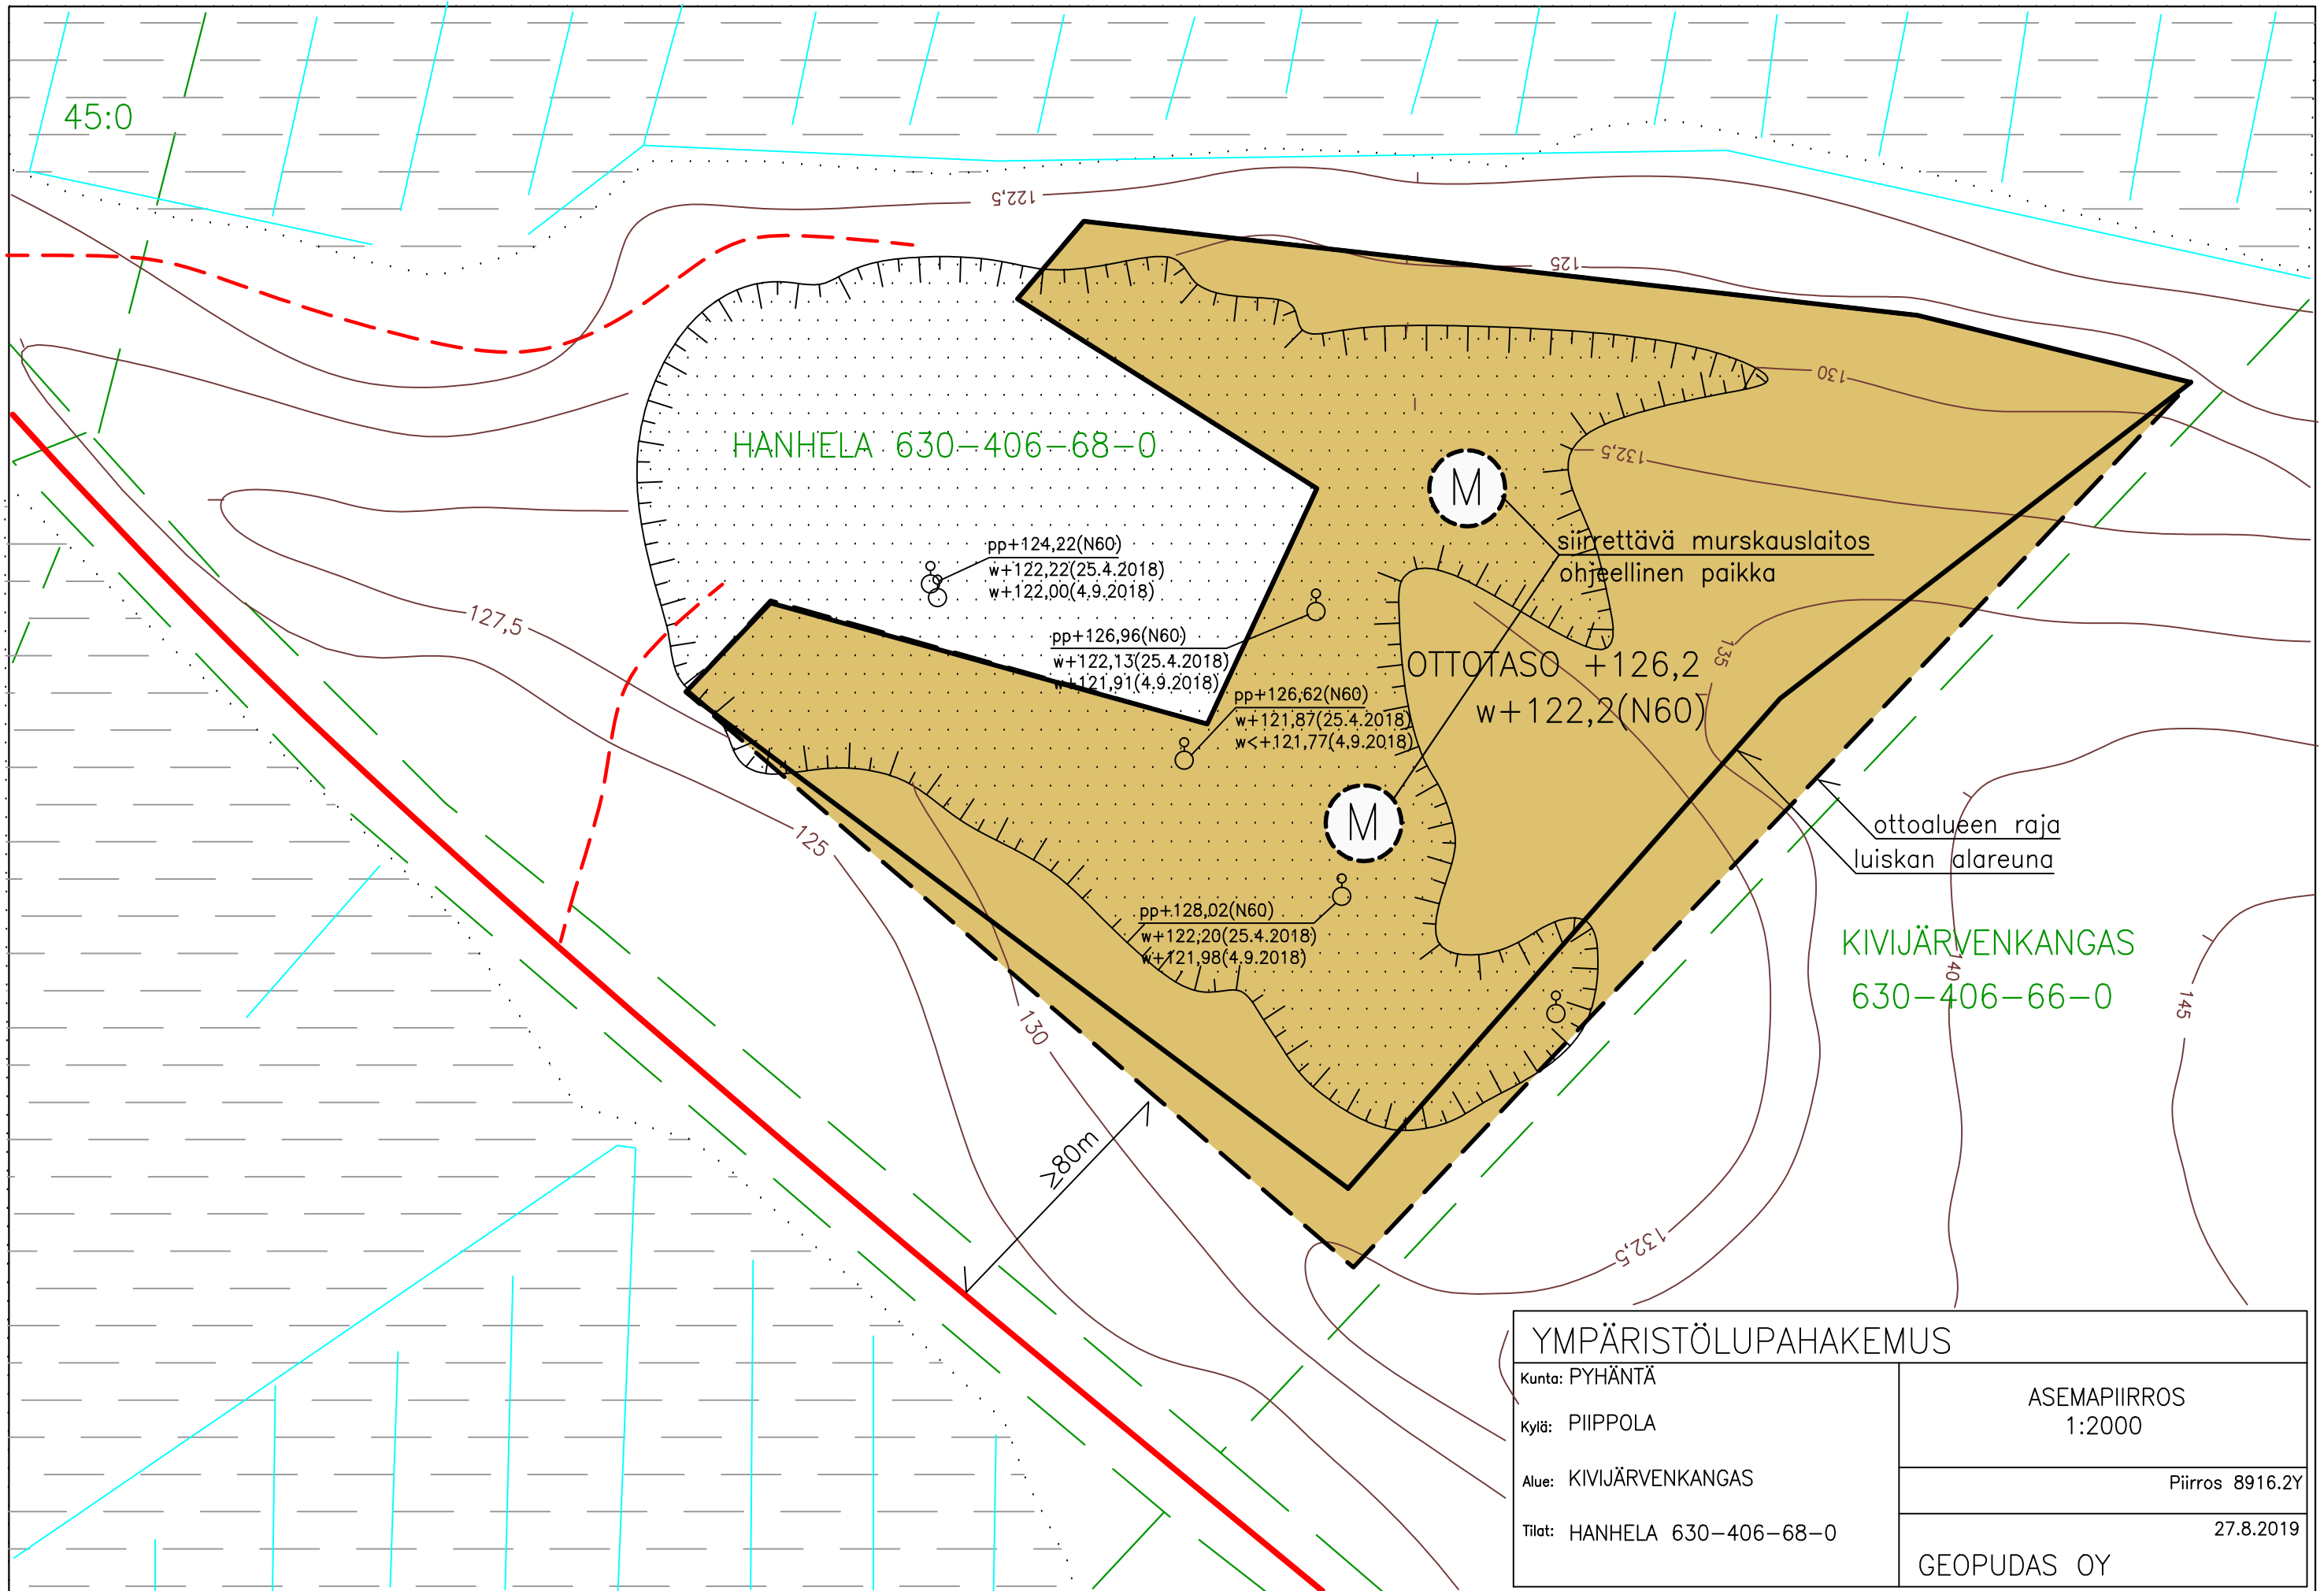 45:0
122,5
125
130
HANHELA 630-406-68-0
132,5
M
siirrettävä murskauslaitos
ohjeellinen paikka
pp+124,22(N60)
w+122,22(25.4.2018)
w+122,00(4.9.2018)
127,5
pp+126,96(N60)
w+122,13(25.4.2018)
w+121,91(4.9.2018)
135
OTTOTASO +126,2
w+122,2(N60)
pp+126,62(N60)
w+121,87(25.4.2018)
w<+121,77(4.9.2018)
125
M
ottoalueen raja
luiskan alareuna
pp+128,02(N60)
w+122,20(25.4.2018)
w+121,98(4.9.2018)
KIVIJÄRVENKANGAS
630-406-66-0
140
145
130
≥80m
132,5
YMPÄRISTÖLUPAHAKEMUS
Kunta: PYHÄNTÄ
Kylä: PIIPPOLA
Alue: KIVIJÄRVENKANGAS
Tilat: HANHELA 630-406-68-0
ASEMAPIIRROS
1:2000
Piirros 8916.2Y
27.8.2019
GEOPUDAS OY